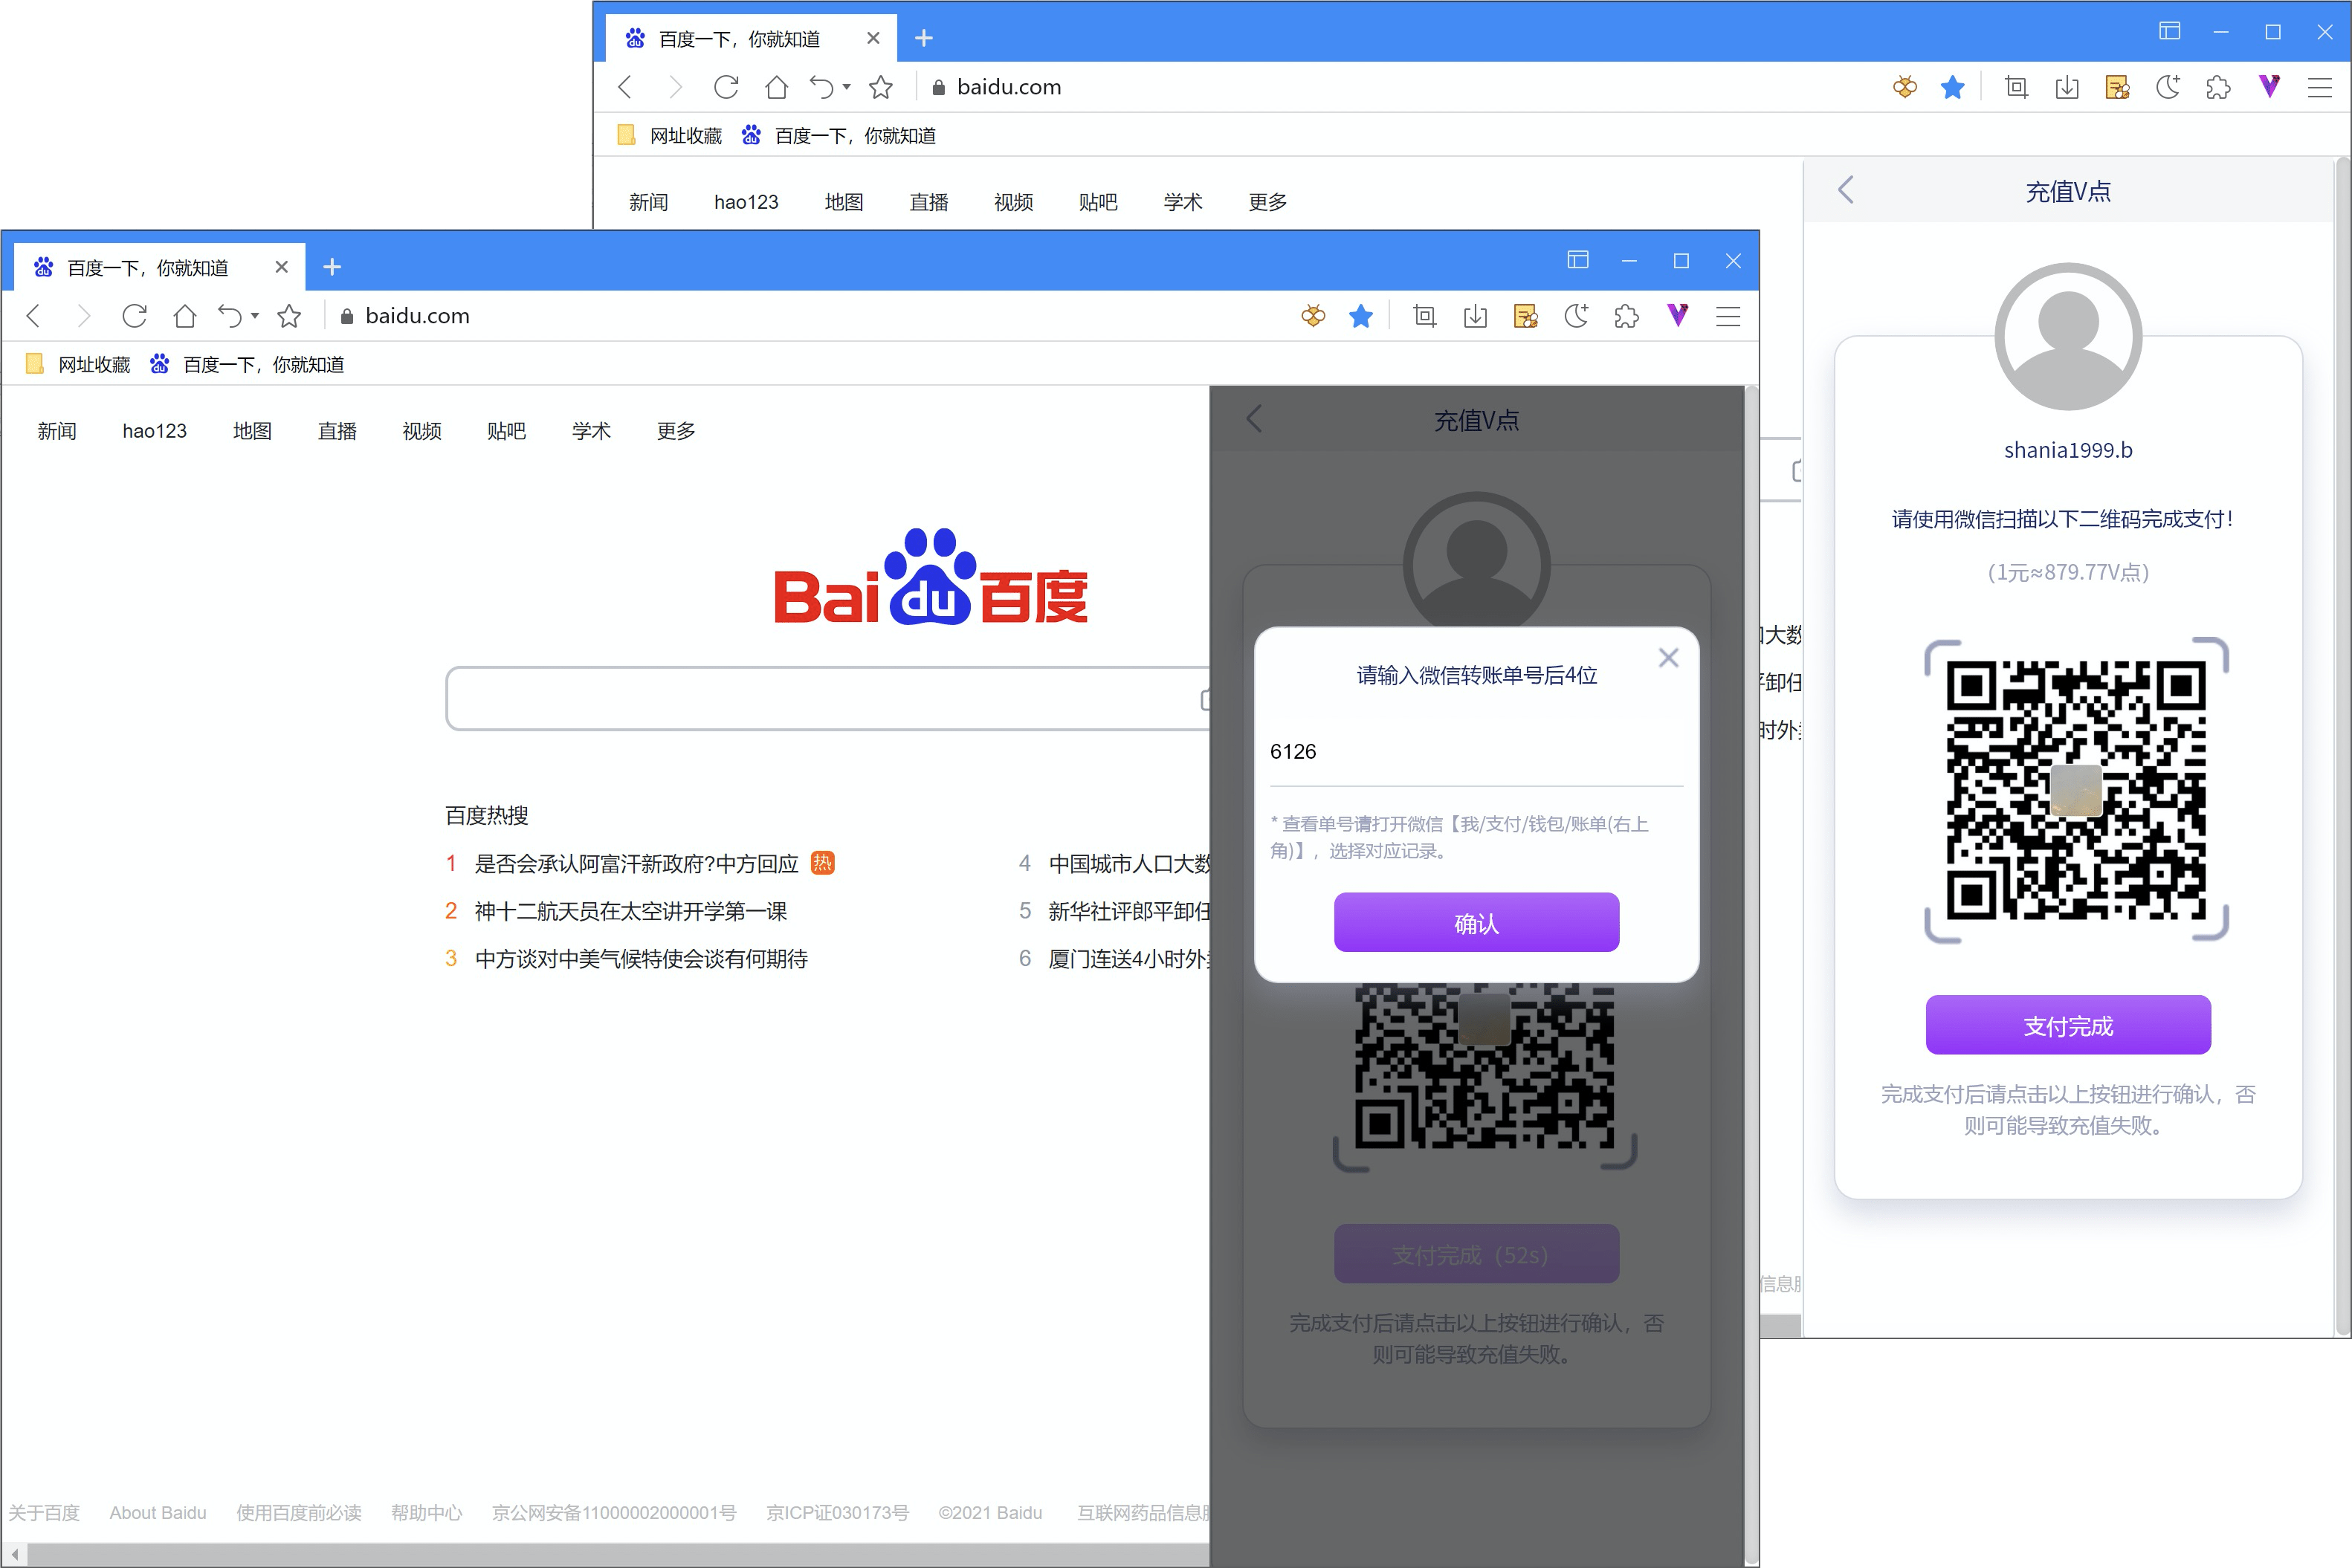 百度一下，你就知道
baidu.com
网址收藏
百度一下，你就知道
新闻 hao123 地图 直播 视频 贴吧 学术 更多
充值V点
shania1999.b
请使用微信扫描以下二维码完成支付！
(1元≈879.77V点)
支付完成
完成支付后请点击以上按钮进行确认，否
则可能导致充值失败。
口大数
平卸任
时外
信息服
百度一下，你就知道
baidu.com
网址收藏
百度一下，你就知道
新闻 hao123 地图 直播 视频 贴吧 学术 更多
Bai du 百度
百度热搜
1 是否会承认阿富汗新政府?中方回应 热
2 神十二航天员在太空讲开学第一课
3 中方谈对中美气候特使会谈有何期待
4 中国城市人口大数
5 新华社评郎平卸任
6 厦门连送4小时外
关于百度 About Baidu 使用百度前必读 帮助中心 京公网安备11000002000001号 京ICP证030173号 ©2021 Baidu 互联网药品信息服
充值V点
请输入微信转账单号后4位
6126
* 查看单号请打开微信【我/支付/钱包/账单(右上
角)】，选择对应记录。
确认
支付完成（52s）
完成支付后请点击以上按钮进行确认，否
则可能导致充值失败。